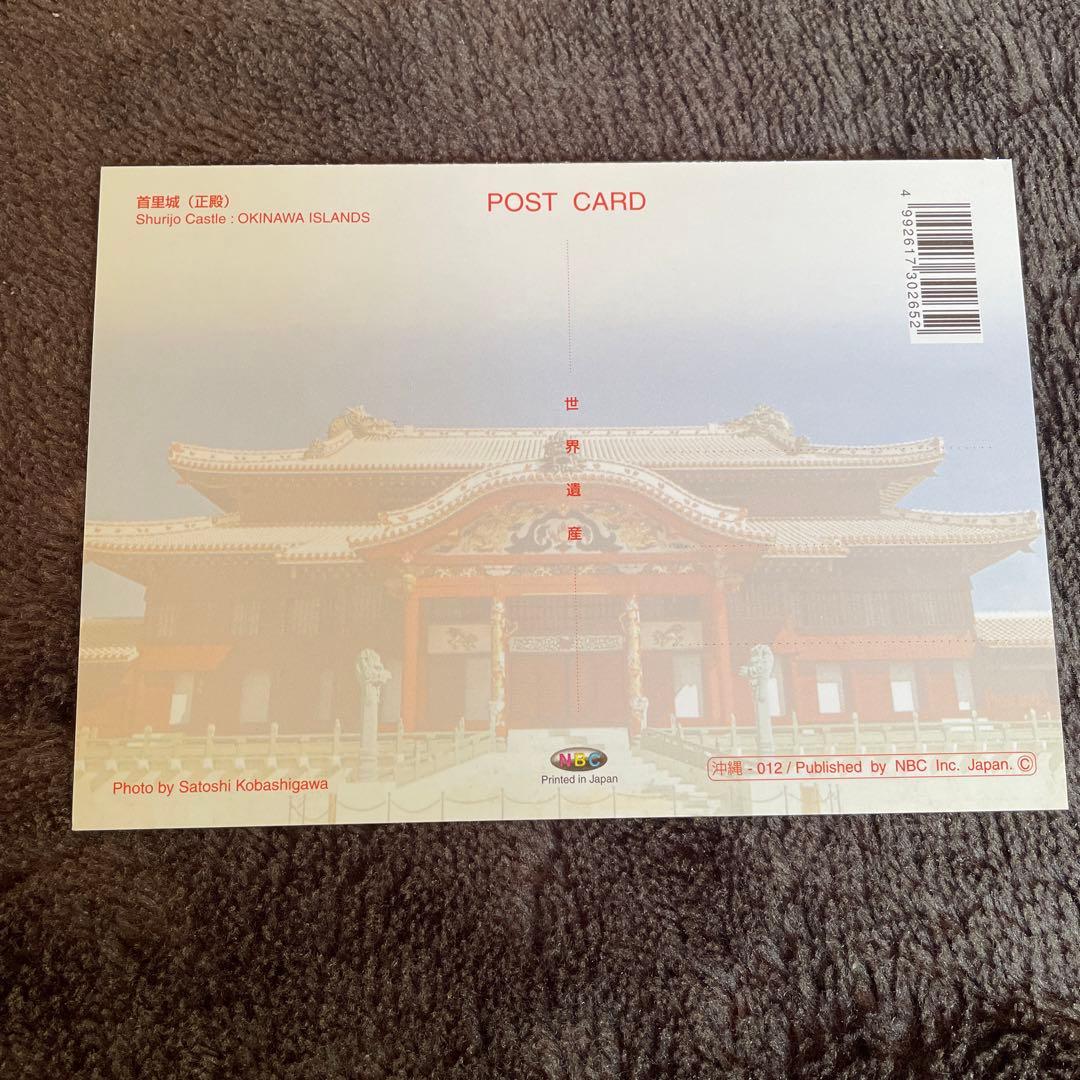 首里城（正殿）
Shurijo Castle : OKINAWA ISLANDS
POST CARD
4 992617 302652
世界遺産
Photo by Satoshi Kobashigawa
NBC
Printed in Japan
沖縄 - 012 / Published by NBC Inc. Japan. ©